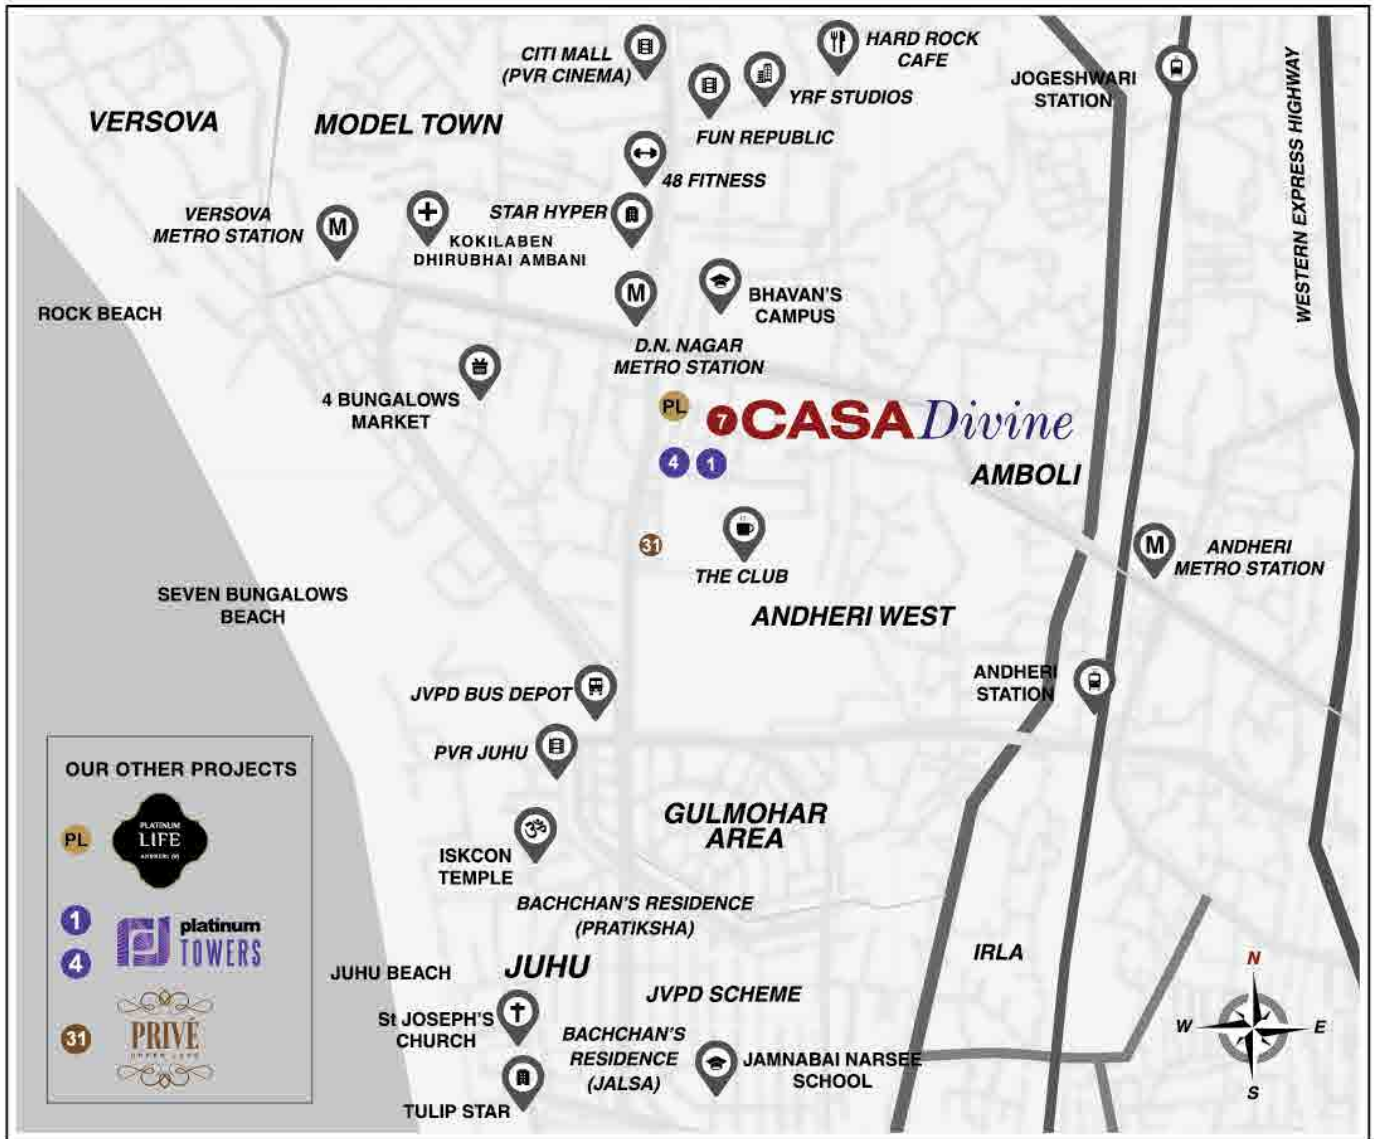 CITI MALL
(PVR CINEMA)
HARD ROCK
CAFE
YRF STUDIOS
FUN REPUBLIC
JOGESHWARI
STATION
WESTERN EXPRESS HIGHWAY
VERSOVA
MODEL TOWN
48 FITNESS
VERSOVA
METRO STATION
M
STAR HYPER
KOKILABEN
DHIRUBHAI AMBANI
M
BHAVAN'S
CAMPUS
ROCK BEACH
D.N. NAGAR
METRO STATION
4 BUNGALOWS
MARKET
PL
7 CASA Divine
4
1
AMBOLI
31
THE CLUB
M
ANDHERI
METRO STATION
SEVEN BUNGALOWS
BEACH
ANDHERI WEST
ANDHERI
STATION
JVPD BUS DEPOT
PVR JUHU
GULMOHAR
AREA
ISKCON
TEMPLE
BACHCHAN'S RESIDENCE
(PRATIKSHA)
JUHU BEACH
JUHU
IRLA
JVPD SCHEME
St JOSEPH'S
CHURCH
BACHCHAN'S
RESIDENCE
(JALSA)
JAMNABAI NARSEE
SCHOOL
TULIP STAR
OUR OTHER PROJECTS
PL
PLATINUM
LIFE
ANDHERI (W)
1
4
platinum
TOWERS
31
PRIVÉ
N
W
E
S